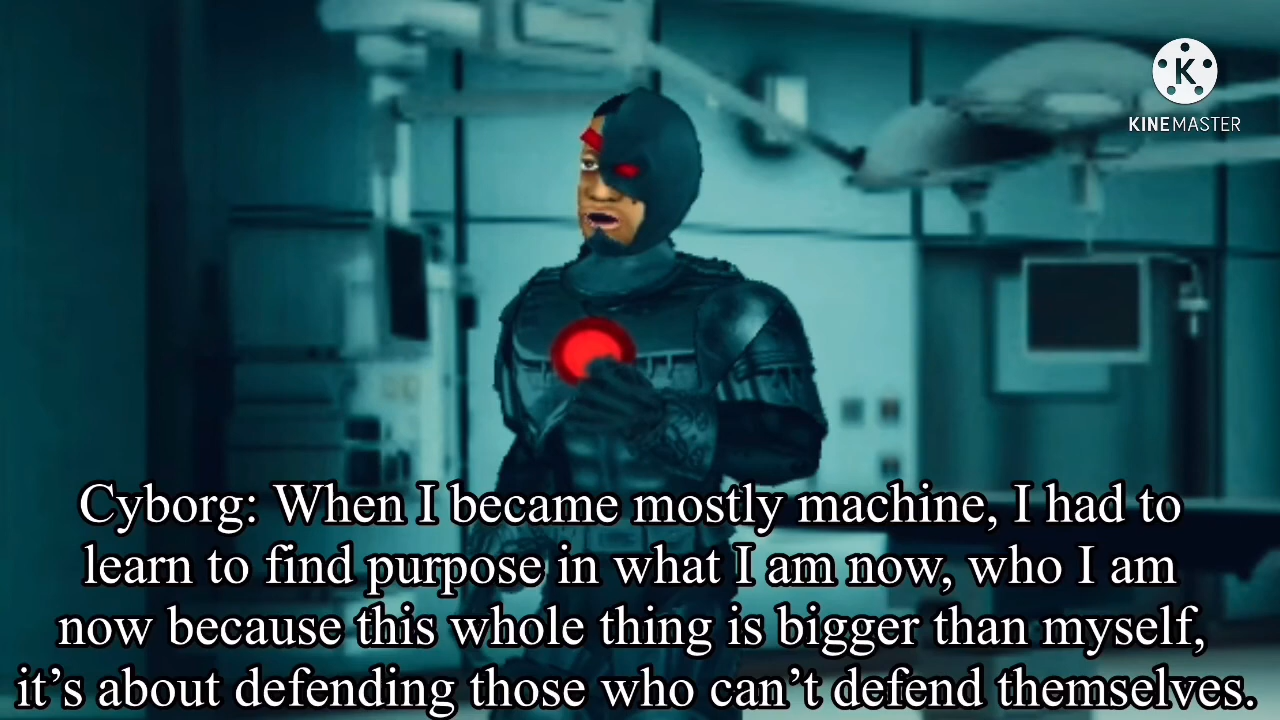 K
KINEMASTER
Cyborg: When I became mostly machine, I had to
learn to find purpose in what I am now, who I am
now because this whole thing is bigger than myself,
it’s about defending those who can’t defend themselves.